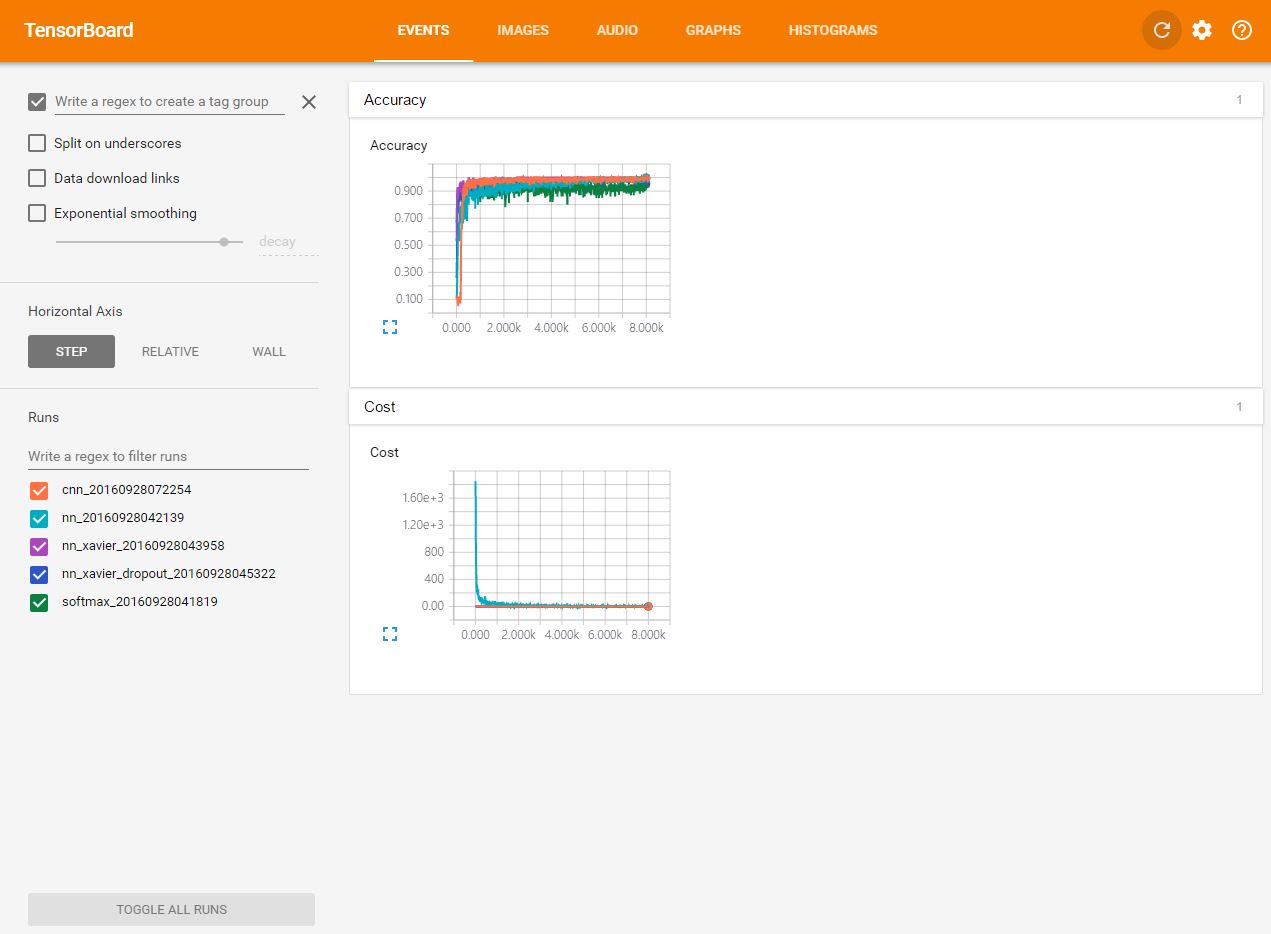 TensorBoard
EVENTS IMAGES AUDIO GRAPHS HISTOGRAMS
Write a regex to create a tag group
Split on underscores
Data download links
Exponential smoothing
decay
Horizontal Axis
STEP RELATIVE WALL
Runs
Write a regex to filter runs
cnn_20160928072254
nn_20160928042139
nn_xavier_20160928043958
nn_xavier_dropout_20160928045322
softmax_20160928041819
TOGGLE ALL RUNS
Accuracy 1
Accuracy
0.900
0.700
0.500
0.300
0.100
0.000 2.000k 4.000k 6.000k 8.000k
Cost 1
Cost
1.60e+3
1.20e+3
800
400
0.00
0.000 2.000k 4.000k 6.000k 8.000k